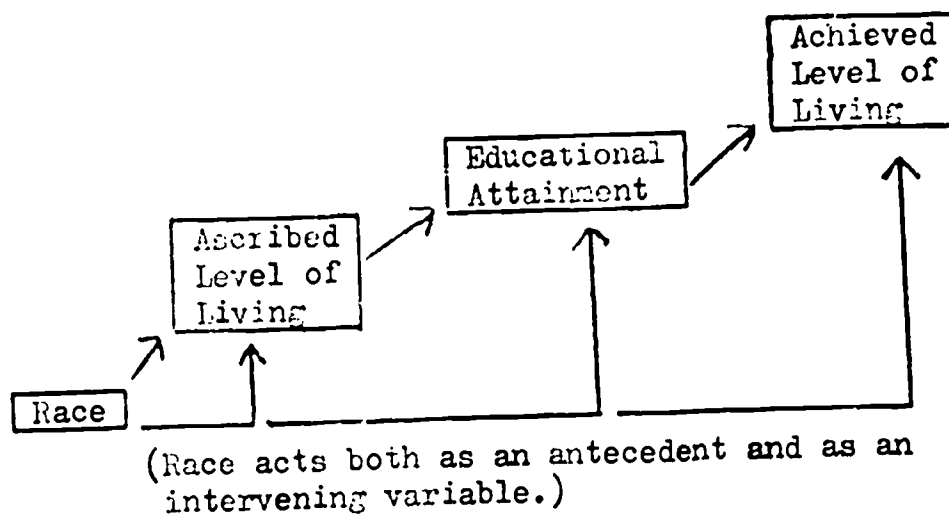 Achieved
Level of
Living
Educational
Attainment
Ascribed
Level of
Living
Race
(Race acts both as an antecedent and as an
intervening variable.)